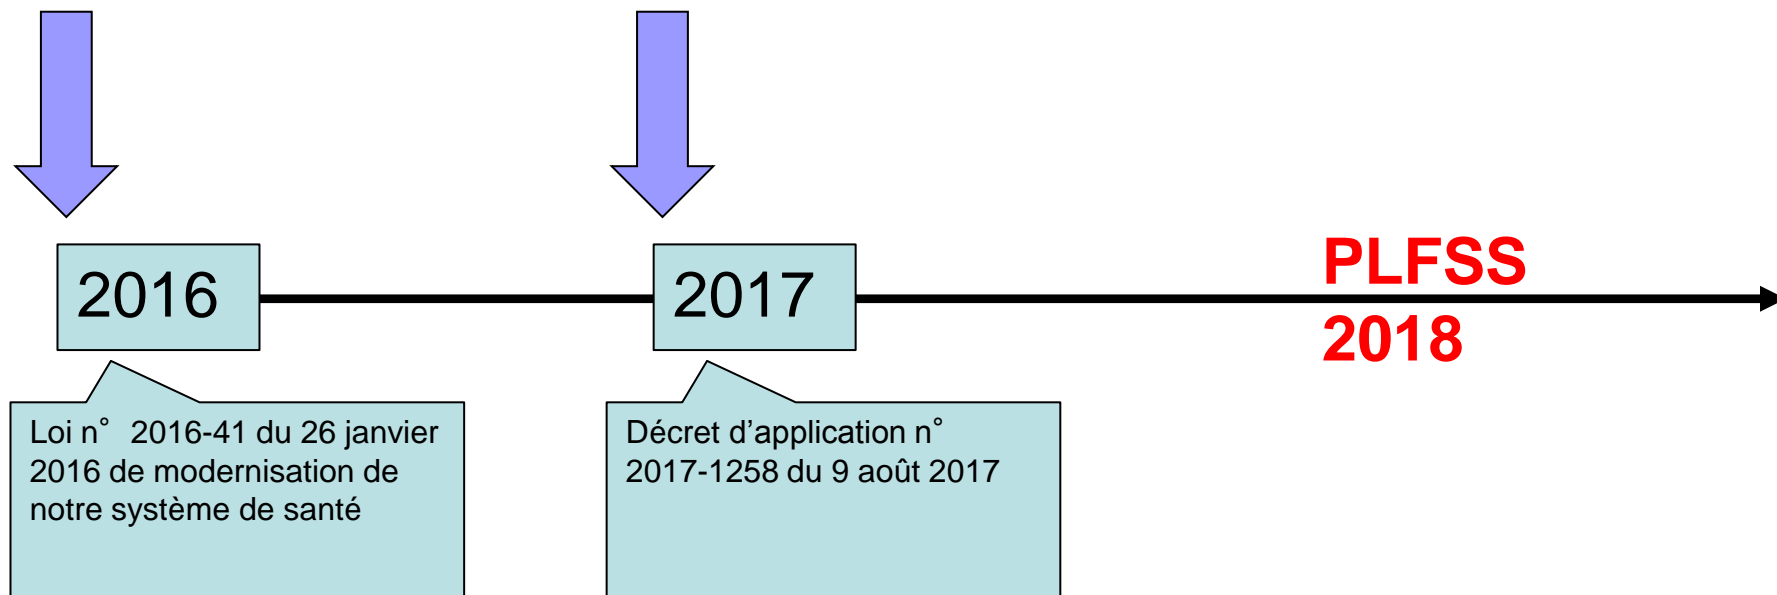 2016
2017
PLFSS
2018
Loi n° 2016-41 du 26 janvier
2016 de modernisation de
notre système de santé
Décret d’application n°
2017-1258 du 9 août 2017